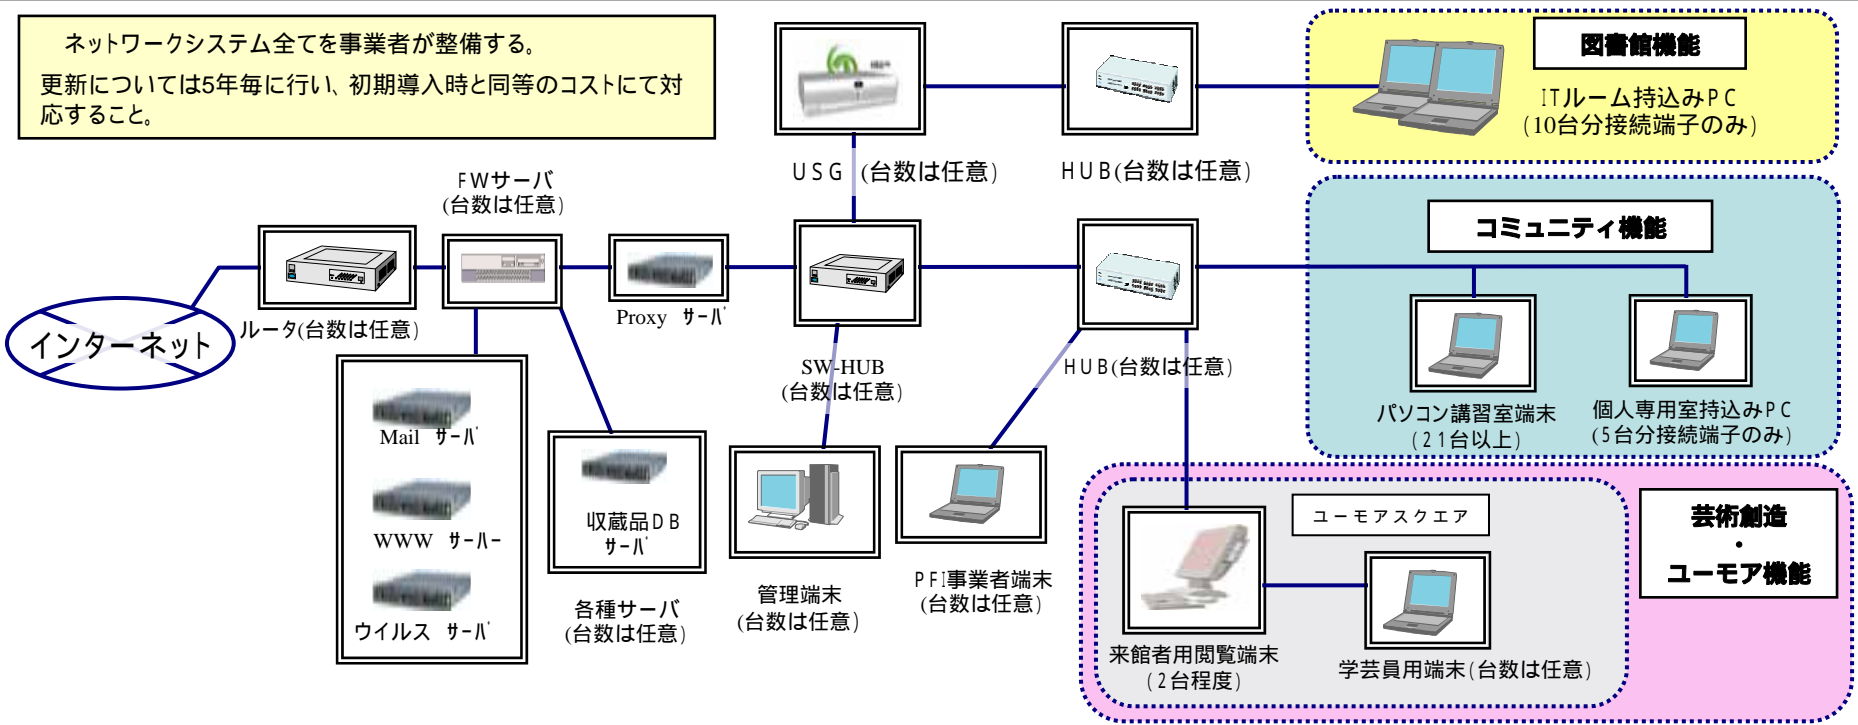 ネットワークシステム全てを事業者が整備する。
更新については5年毎に行い、初期導入時と同等のコストにて対
応すること。
図書館機能
ITルーム持込みPC
(10台分接続端子のみ)
USG (台数は任意)
HUB(台数は任意)
FWサーバ
(台数は任意)
コミュニティ機能
インターネット
ルータ(台数は任意)
Proxy サーバ
SW-HUB
(台数は任意)
HUB(台数は任意)
パソコン講習室端末
(21台以上)
個人専用室持込みPC
(5台分接続端子のみ)
Mail サーバ
WWW サーバー
ウイルス サーバ
収蔵品DB
サーバ
各種サーバ
(台数は任意)
管理端末
(台数は任意)
PFI事業者端末
(台数は任意)
ユーモアスクエア
芸術創造
・
ユーモア機能
来館者用閲覧端末
(2台程度)
学芸員用端末(台数は任意)